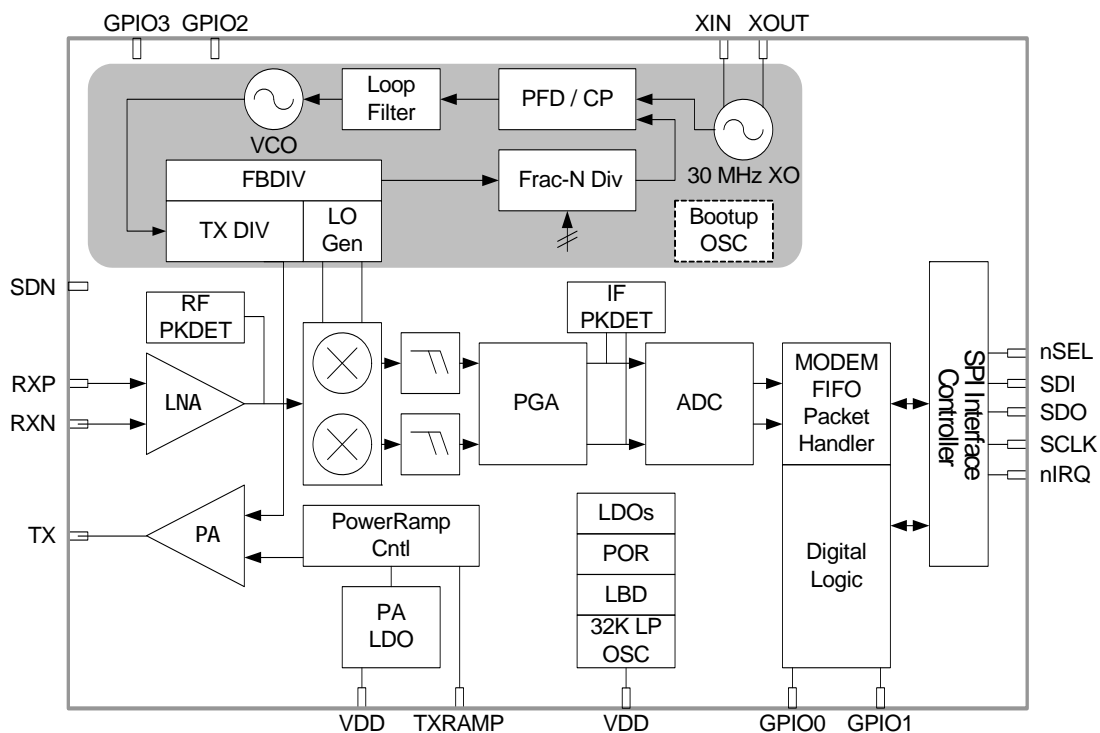 GPIO3 GPIO2
XIN XOUT
Loop
Filter
PFD / CP
VCO
30 MHz XO
FBDIV
Frac-N Div
TX DIV
LO
Gen
Bootup
OSC
SDN
RF
PKDET
IF
PKDET
RXP
RXN
LNA
PGA
ADC
MODEM
FIFO
Packet
Handler
SPI Interface
Controller
nSEL
SDI
SDO
SCLK
nIRQ
TX
PA
PowerRamp
Cntl
PA
LDO
LDOs
POR
LBD
32K LP
OSC
Digital
Logic
VDD
TXRAMP
VDD
GPIO0
GPIO1